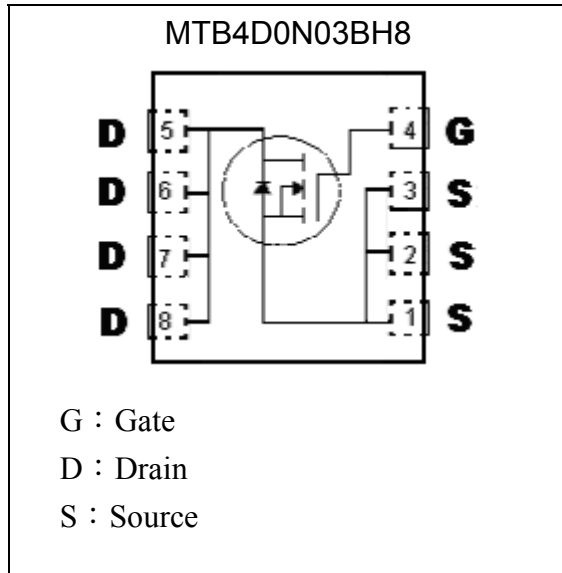 MTB4D0N03BH8
D 5 4 G
D 6 3 S
D 7 2 S
D 8 1 S
G：Gate
D：Drain
S：Source